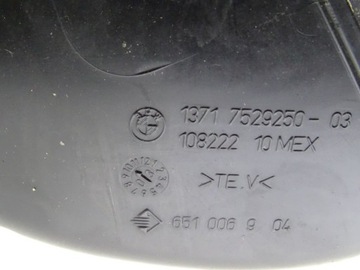 1371 7529250-03
108222 10 MEX
>TE.V<
651 006 9 04